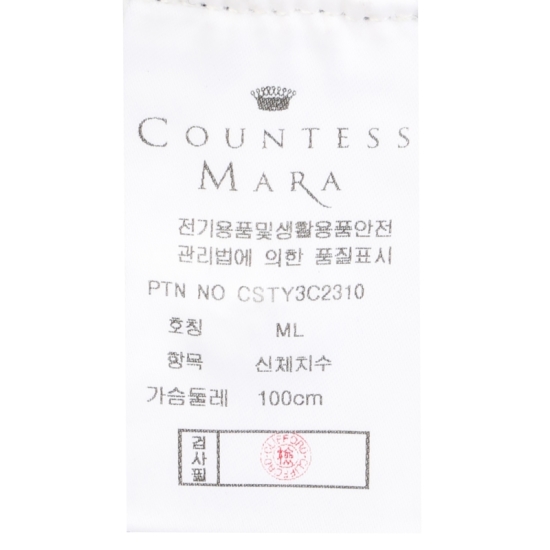 COUNTESS
MARA
전기용품및생활용품안전
관리법에 의한 품질표시
PTN NO CSTY3C2310
호칭 ML
항목 신체치수
가슴둘레 100cm
검사필 檢